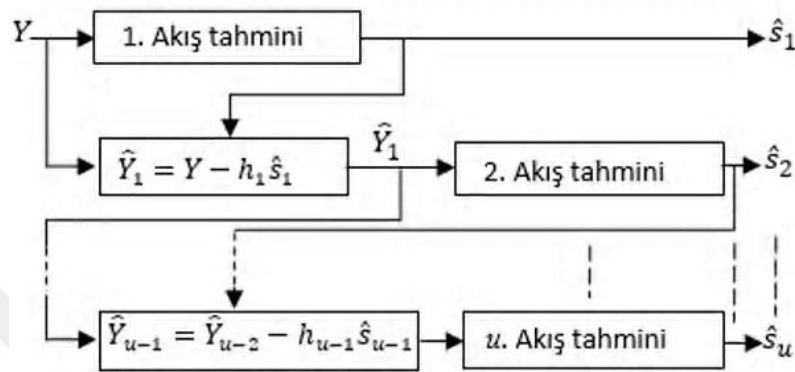 Y
1. Akış tahmini
ŝ₁
Ŷ₁ = Y − h₁ŝ₁
Ŷ₁
2. Akış tahmini
ŝ₂
Ŷᵤ₋₁ = Ŷᵤ₋₂ − hᵤ₋₁ŝᵤ₋₁
u. Akış tahmini
ŝᵤ